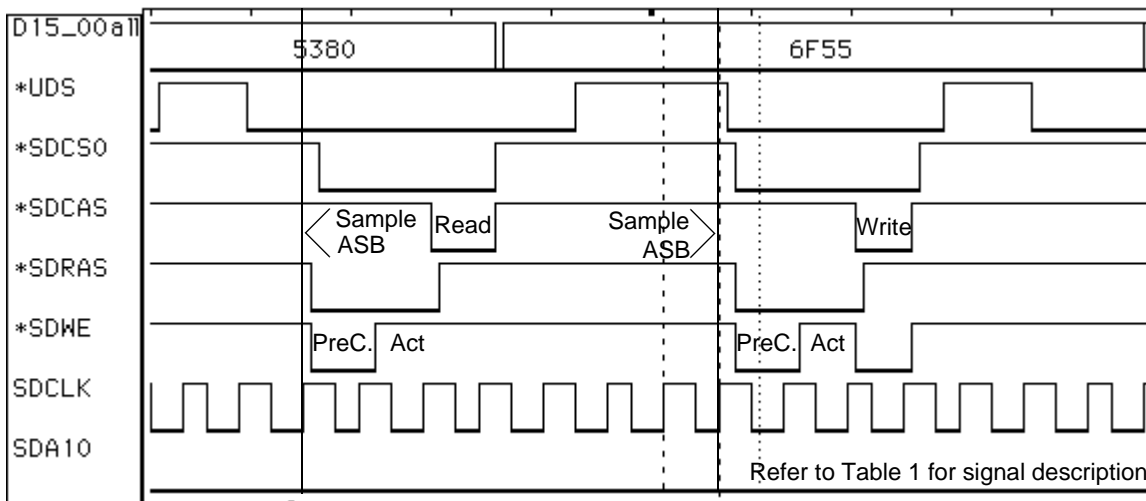 D15_00all
5380
6F55
*UDS
*SDCS0
*SDCAS
Sample
ASB
Read
Sample
ASB
Write
*SDRAS
*SDWE
PreC.
Act
PreC.
Act
SDCLK
SDA10
Refer to Table 1 for signal description